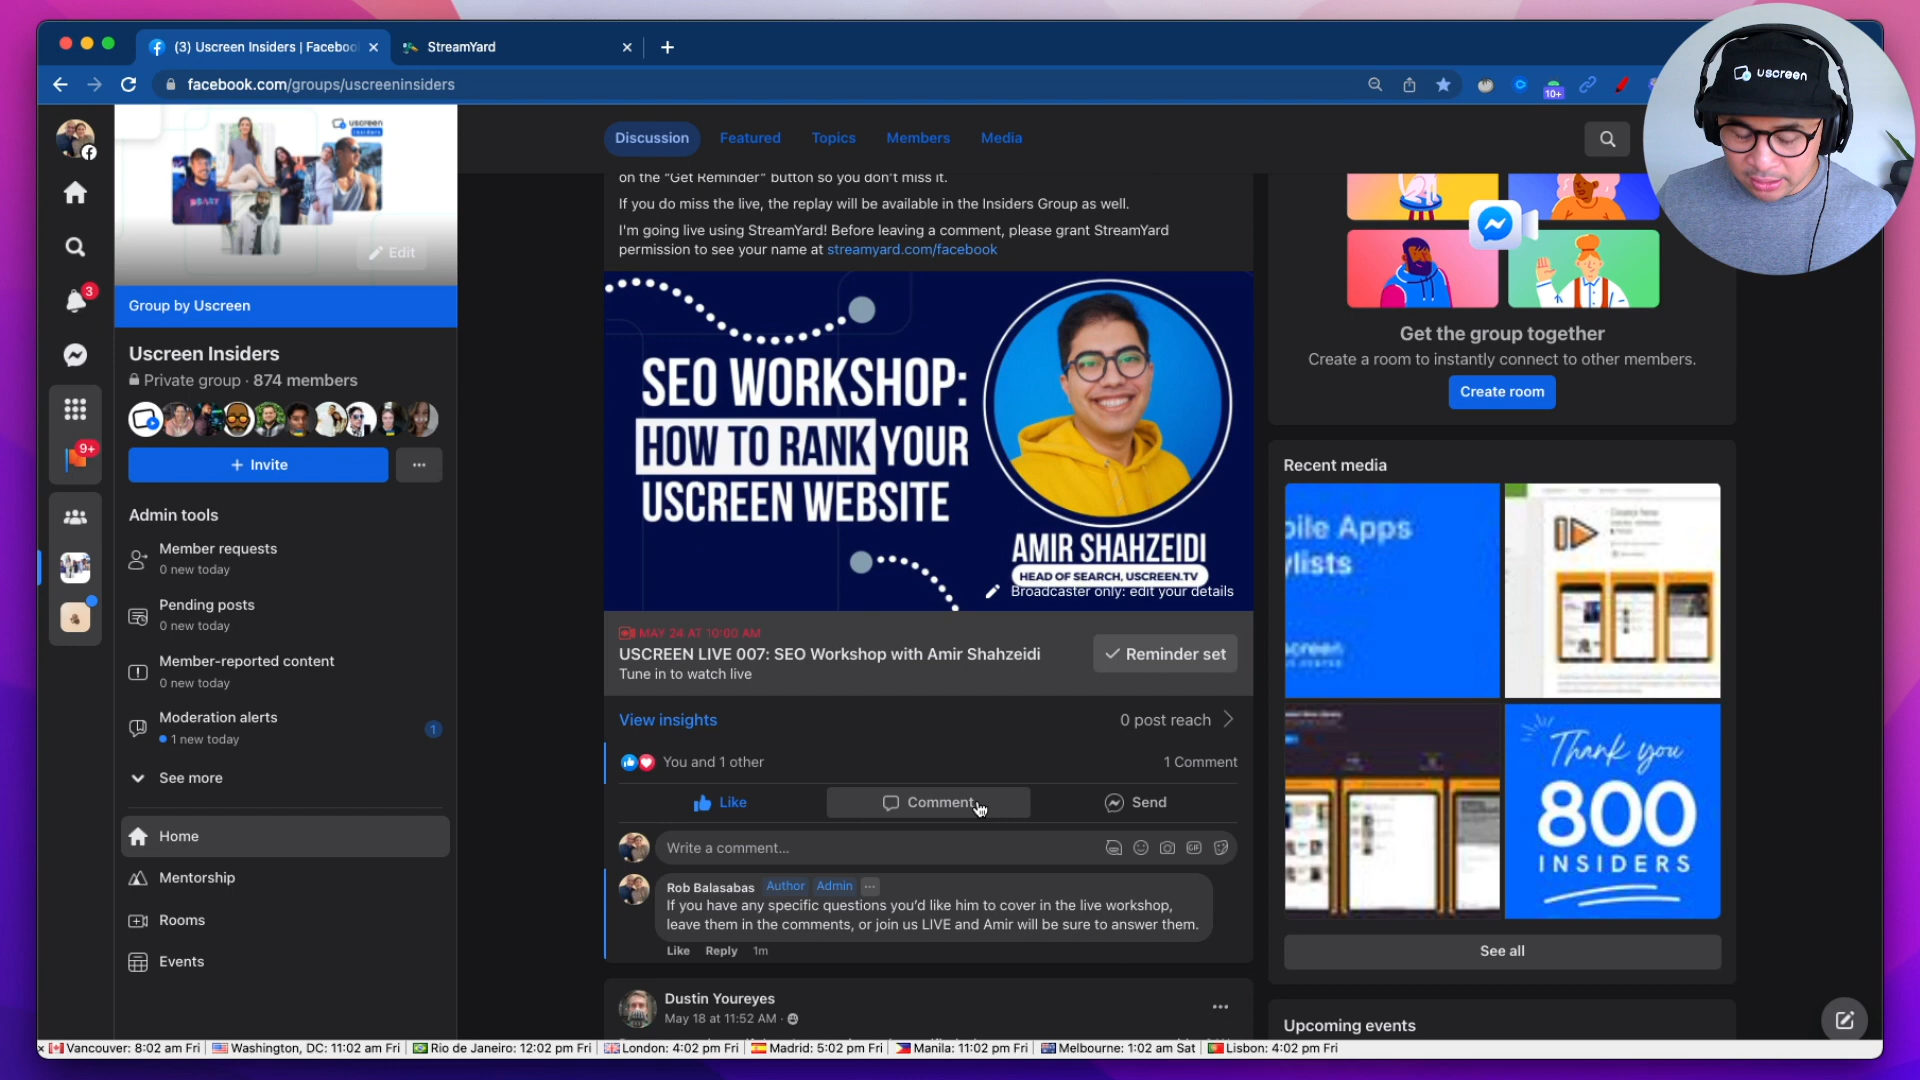 (3) Uscreen Insiders | Faceboo
StreamYard
facebook.com/groups/uscreeninsiders
10+
uscreen
uscreen
Insiders
Edit
Group by Uscreen
3
9+
Uscreen Insiders
Private group · 874 members
+ Invite
Admin tools
Member requests
0 new today
Pending posts
0 new today
Member-reported content
0 new today
Moderation alerts
1 new today
1
See more
Home
Mentorship
Rooms
Events
Discussion
Featured
Topics
Members
Media
on the "Get Reminder" button so you don't miss it.
If you do miss the live, the replay will be available in the Insiders Group as well.
I'm going live using StreamYard! Before leaving a comment, please grant StreamYard
permission to see your name at streamyard.com/facebook
SEO WORKSHOP:
HOW TO RANK YOUR
USCREEN WEBSITE
AMIR SHAHZEIDI
HEAD OF SEARCH, USCREEN.TV
Broadcaster only: edit your details
MAY 24 AT 10:00 AM
USCREEN LIVE 007: SEO Workshop with Amir Shahzeidi
Tune in to watch live
Reminder set
View insights
0 post reach
You and 1 other
1 Comment
Like
Comment
Send
Write a comment...
GIF
Rob Balasabas Author Admin
If you have any specific questions you'd like him to cover in the live workshop,
leave them in the comments, or join us LIVE and Amir will be sure to answer them.
Like Reply 1m
Dustin Youreyes
May 18 at 11:52 AM ·
Get the group together
Create a room to instantly connect to other members.
Create room
Recent media
bile Apps
ylists
screen
Thank you
800
INSIDERS
See all
Upcoming events
Vancouver: 8:02 am Fri
Washington, DC: 11:02 am Fri
Rio de Janeiro: 12:02 pm Fri
London: 4:02 pm Fri
Madrid: 5:02 pm Fri
Manila: 11:02 pm Fri
Melbourne: 1:02 am Sat
Lisbon: 4:02 pm Fri